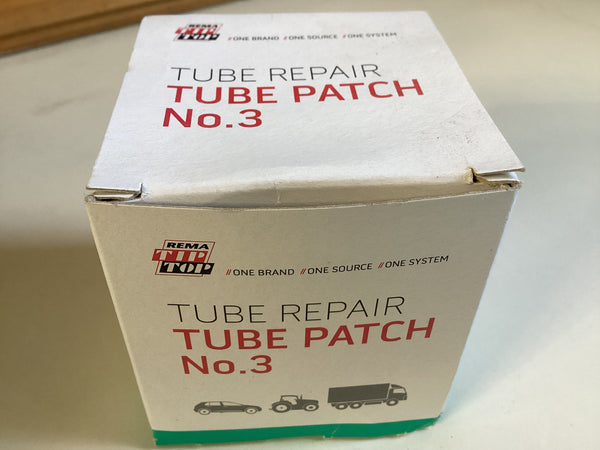 REMA
TIP
TOP
//ONE BRAND //ONE SOURCE //ONE SYSTEM
TUBE REPAIR
TUBE PATCH
No.3
REMA
TIP
TOP
//ONE BRAND //ONE SOURCE //ONE SYSTEM
TUBE REPAIR
TUBE PATCH
No.3